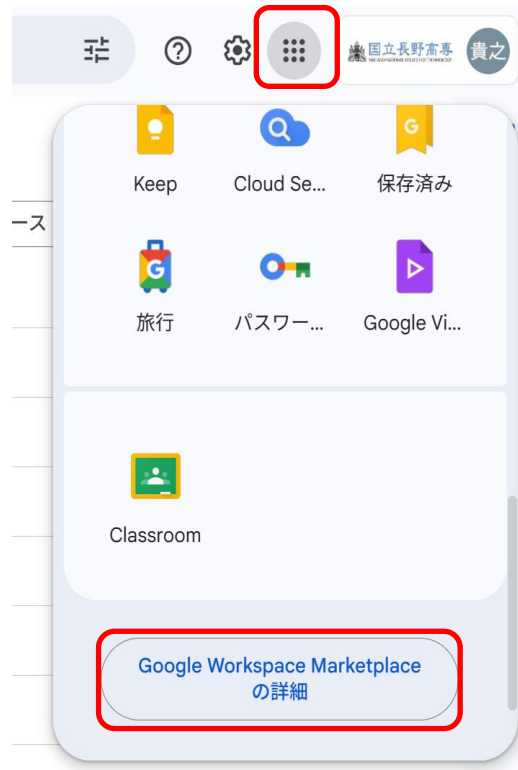 国立長野高専
貴之
Keep
Cloud Se...
保存済み
ース
G
旅行
パスワー...
Google Vi...
Classroom
Google Workspace Marketplace
の詳細